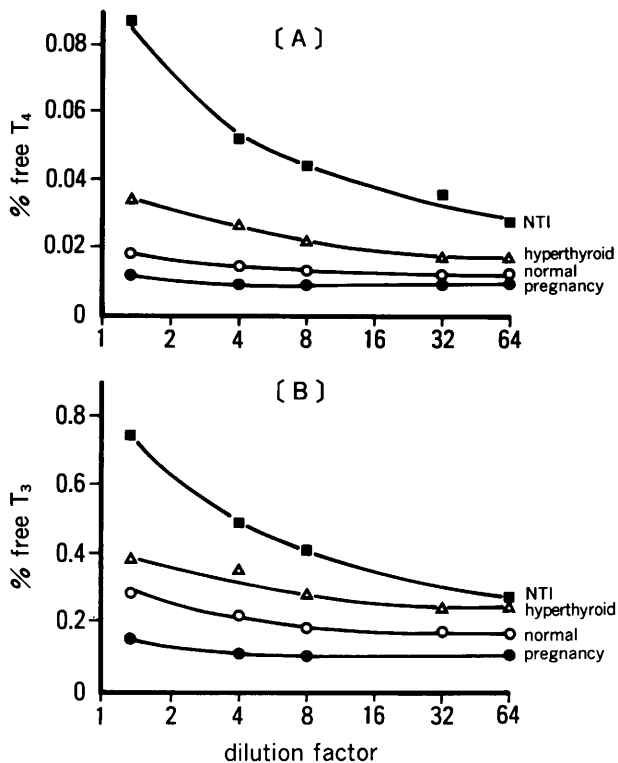 [A]
% free T4
0.08
0.06
0.04
0.02
0
NTI
hyperthyroid
normal
pregnancy
1 2 4 8 16 32 64
[B]
% free T3
0.8
0.6
0.4
0.2
0
NTI
hyperthyroid
normal
pregnancy
1 2 4 8 16 32 64
dilution factor